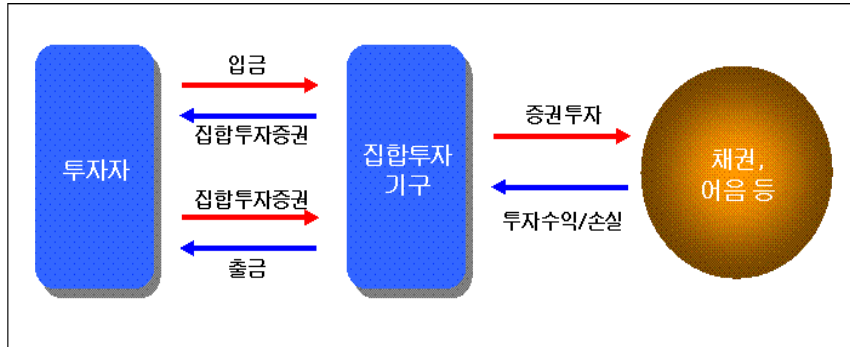 입금
집합투자증권
투자자
집합투자증권
출금
집합투자
기구
증권투자
투자수익/손실
채권,
어음 등